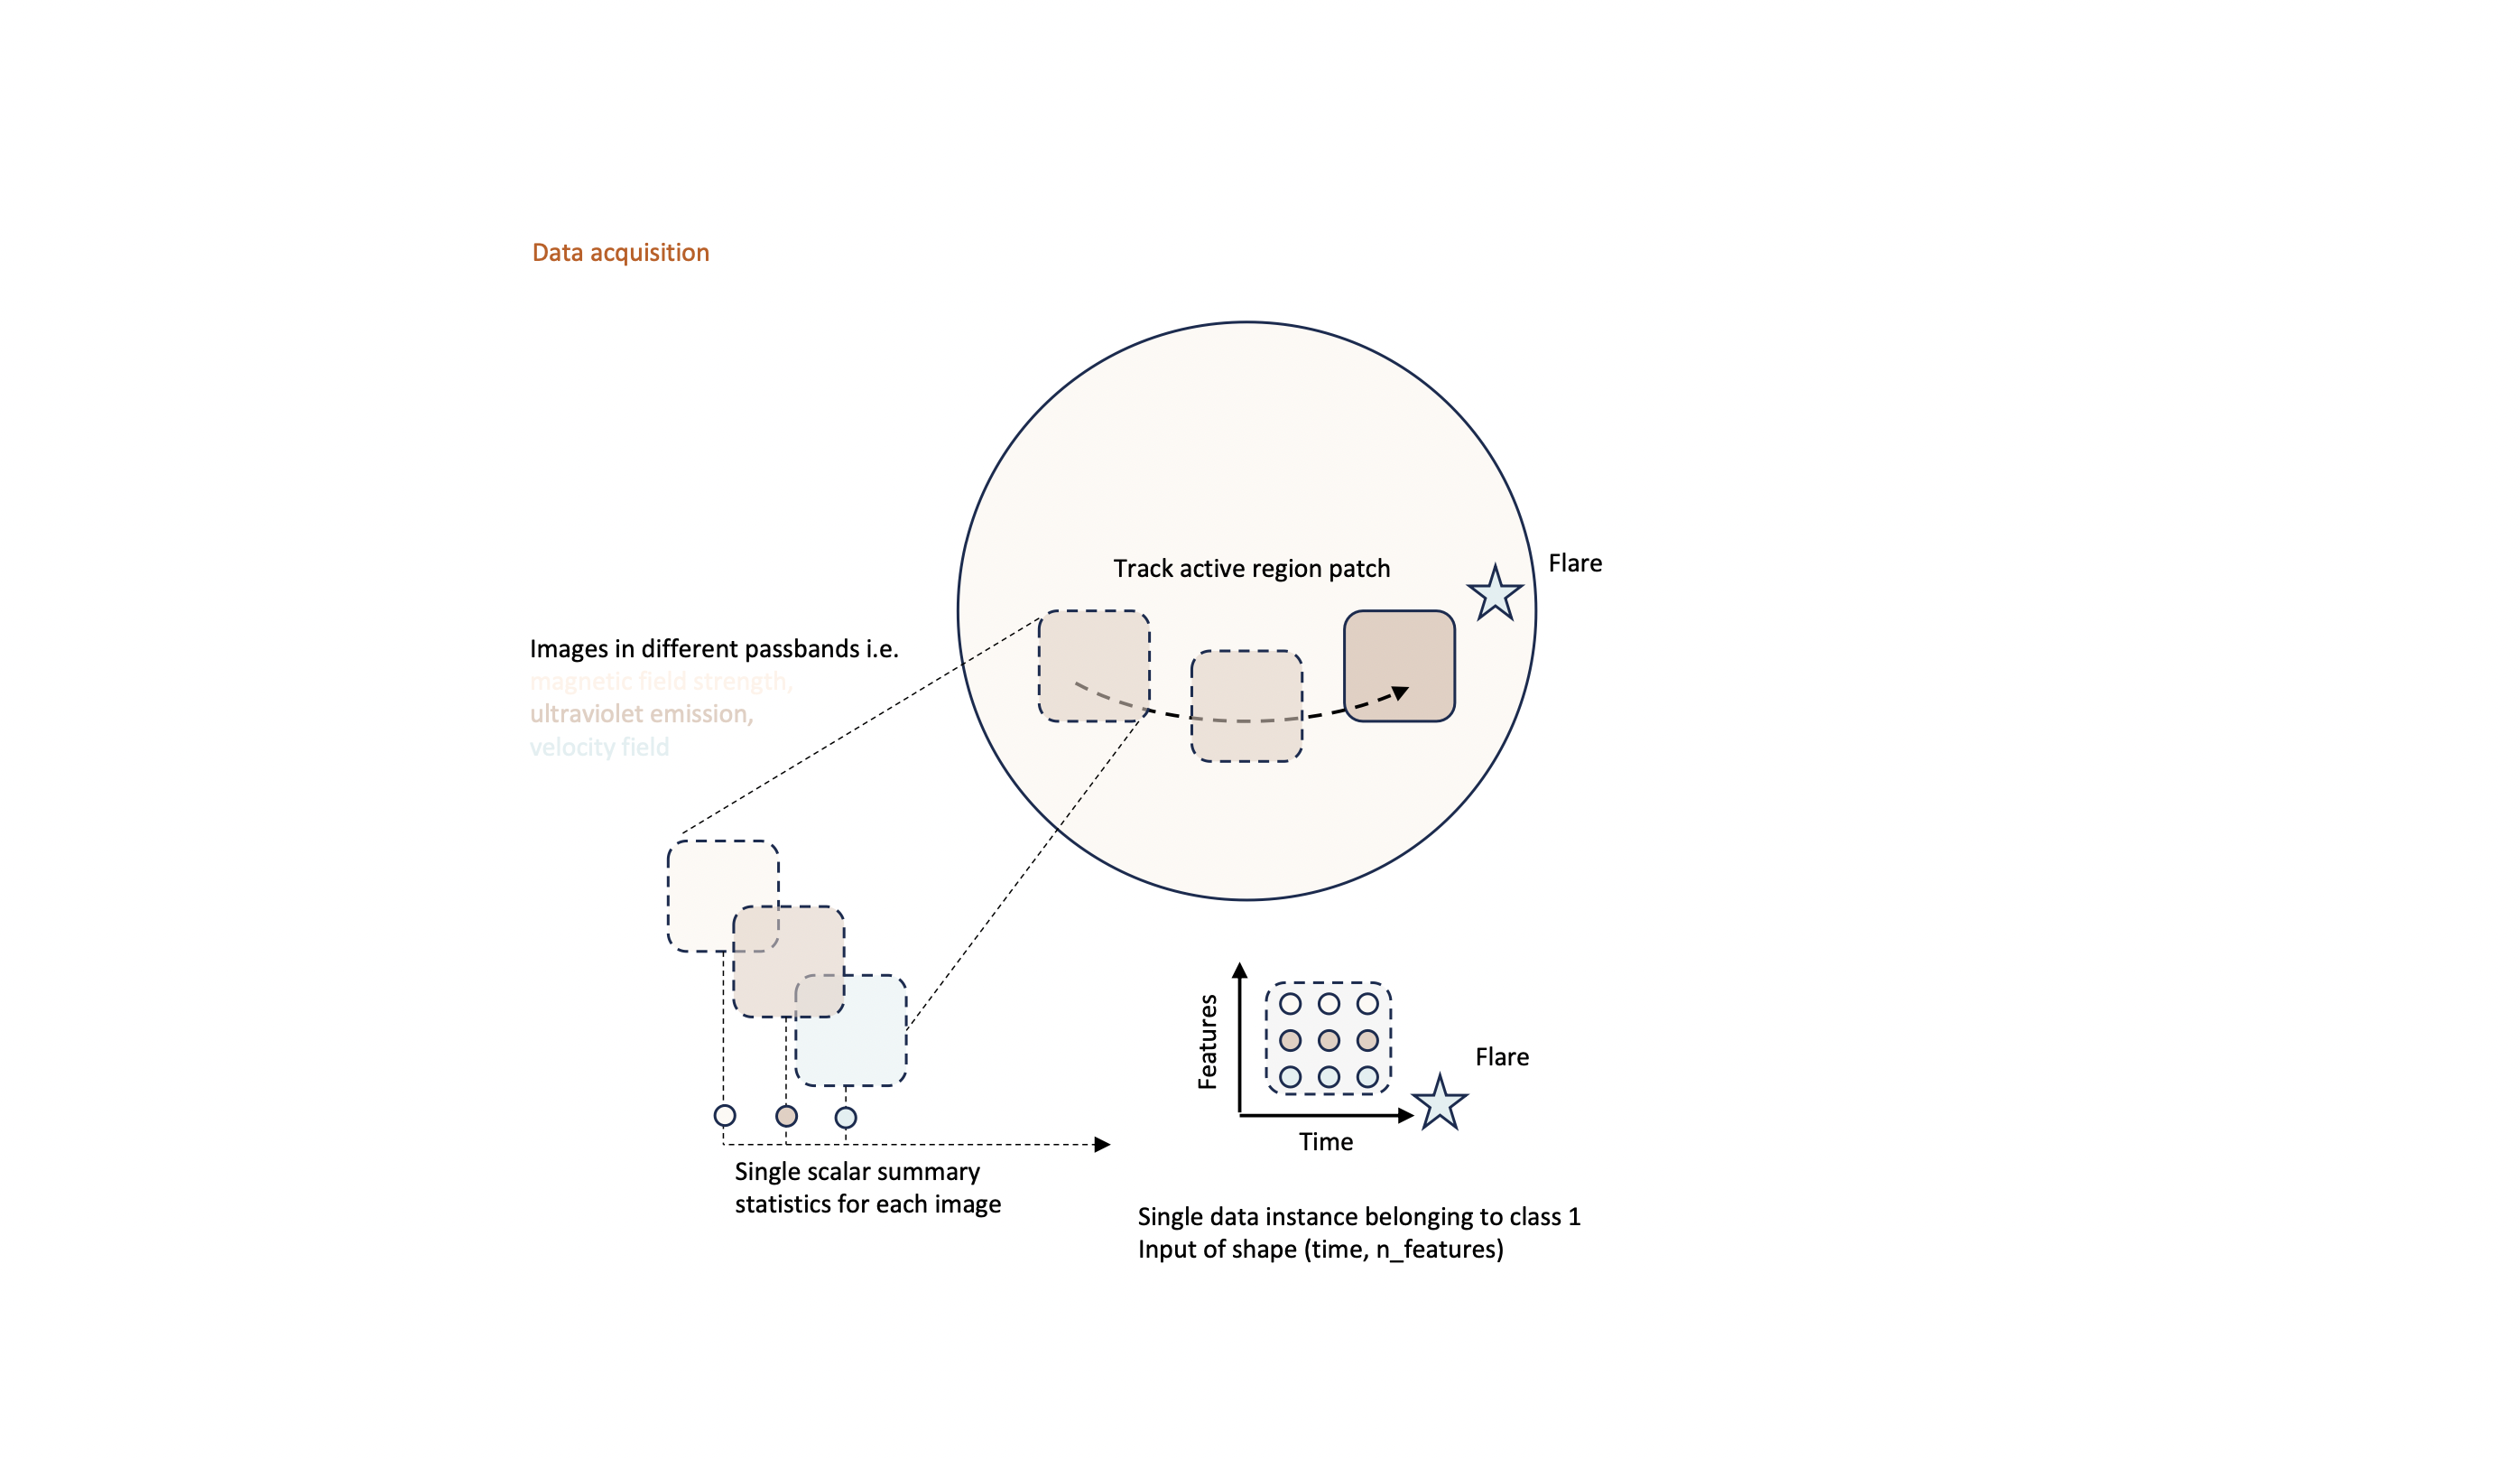 Data acquisition
Track active region patch
Flare
Images in different passbands i.e.
magnetic field strength,
ultraviolet emission,
velocity field
Features
Time
Flare
Single scalar summary
statistics for each image
Single data instance belonging to class 1
Input of shape (time, n_features)